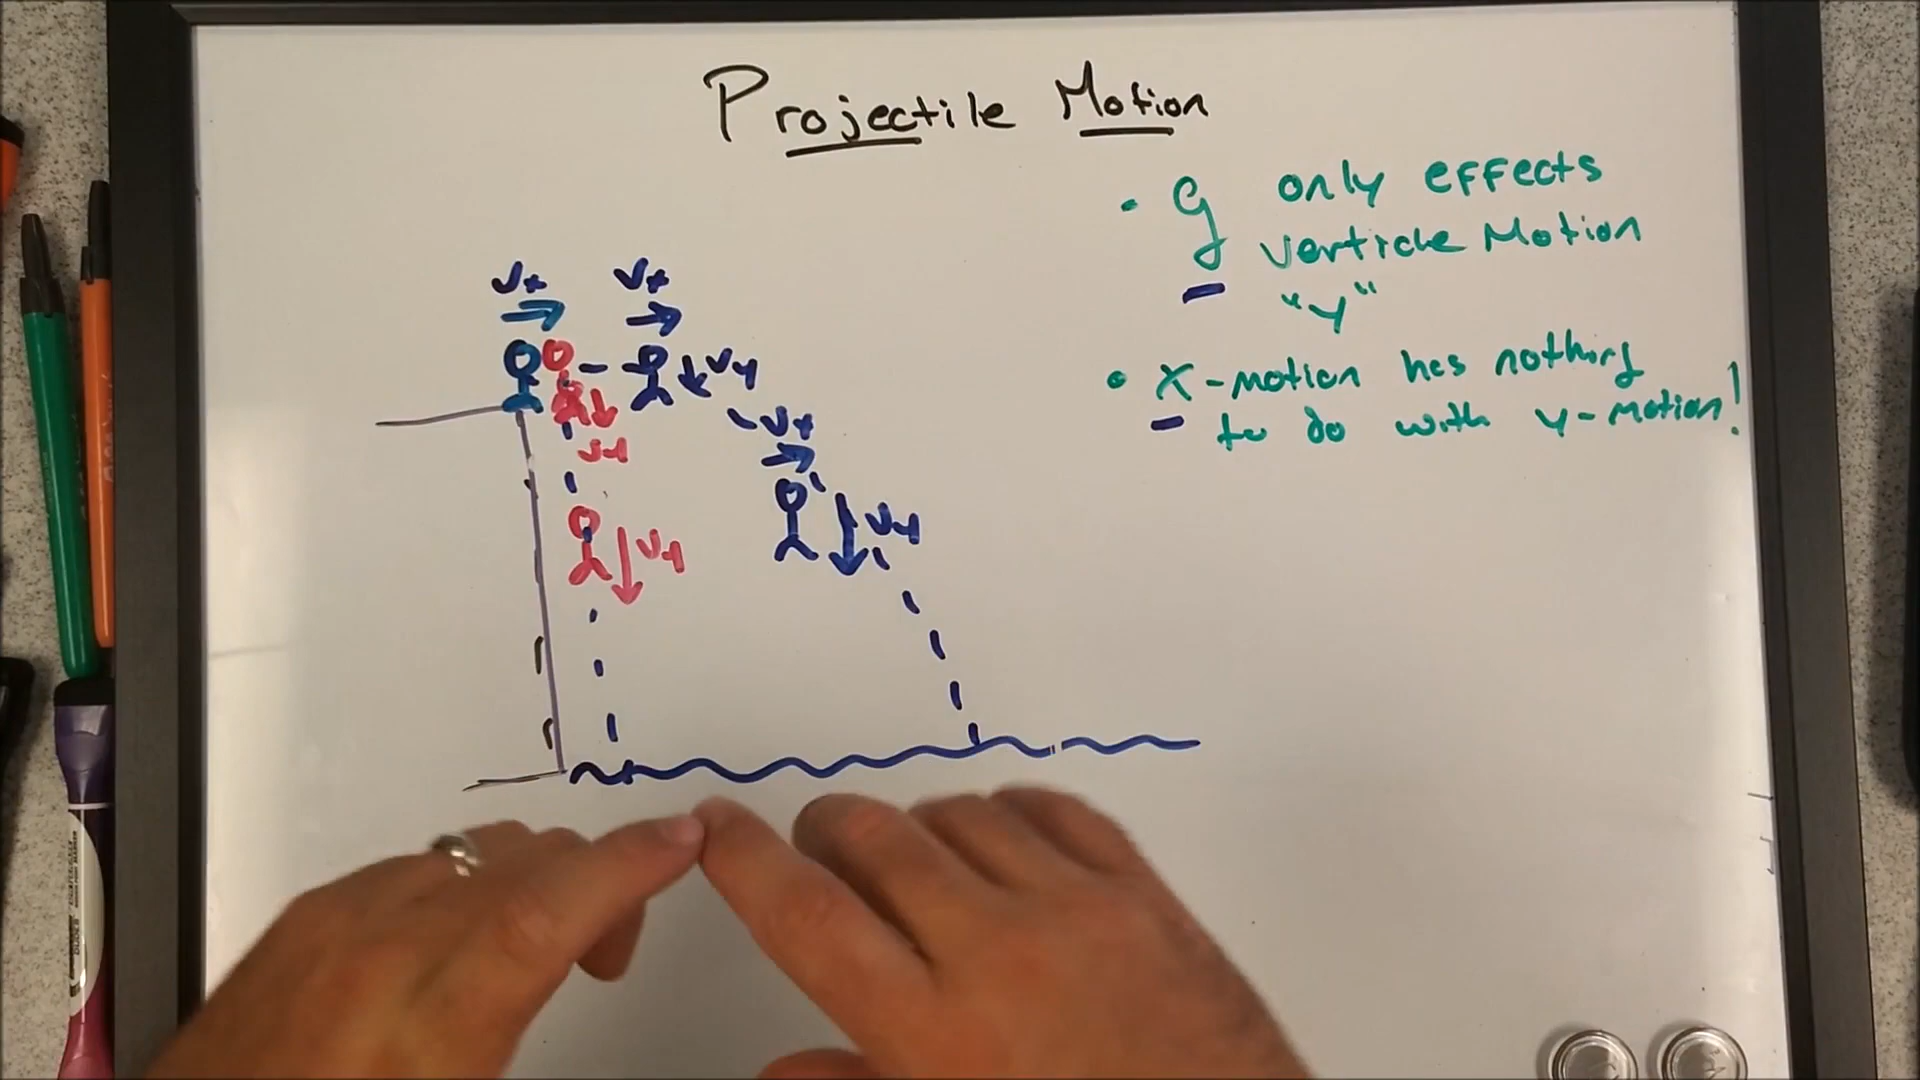 Projectile Motion
• g only effects
verticle Motion
"y"
• X-motion has nothing
to do with y-motion!
Vx
Vx
Vy
Vx
Vy
Vy
Vy